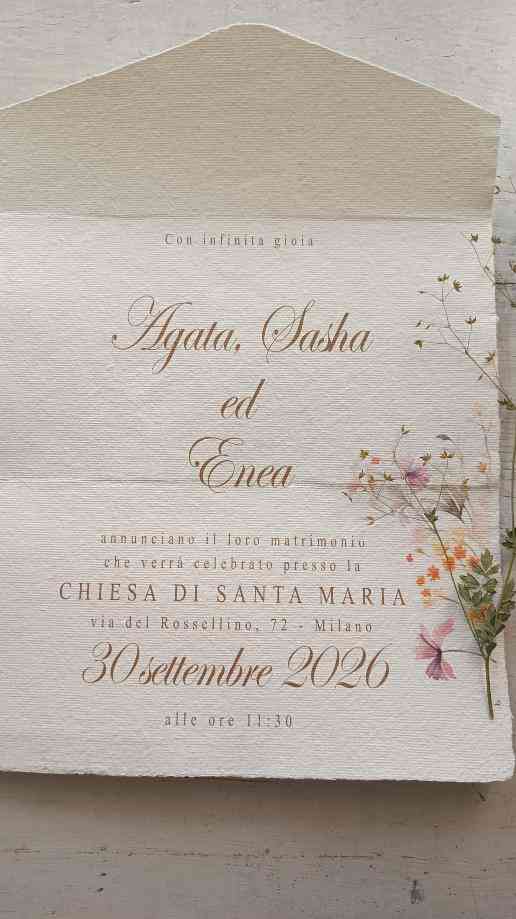 Con infinita gioia
Agata, Sasha
ed
Enea
annunciano il loro matrimonio
che verrà celebrato presso la
CHIESA DI SANTA MARIA
via del Rossellino, 72 - Milano
30 settembre 2026
alle ore 11:30